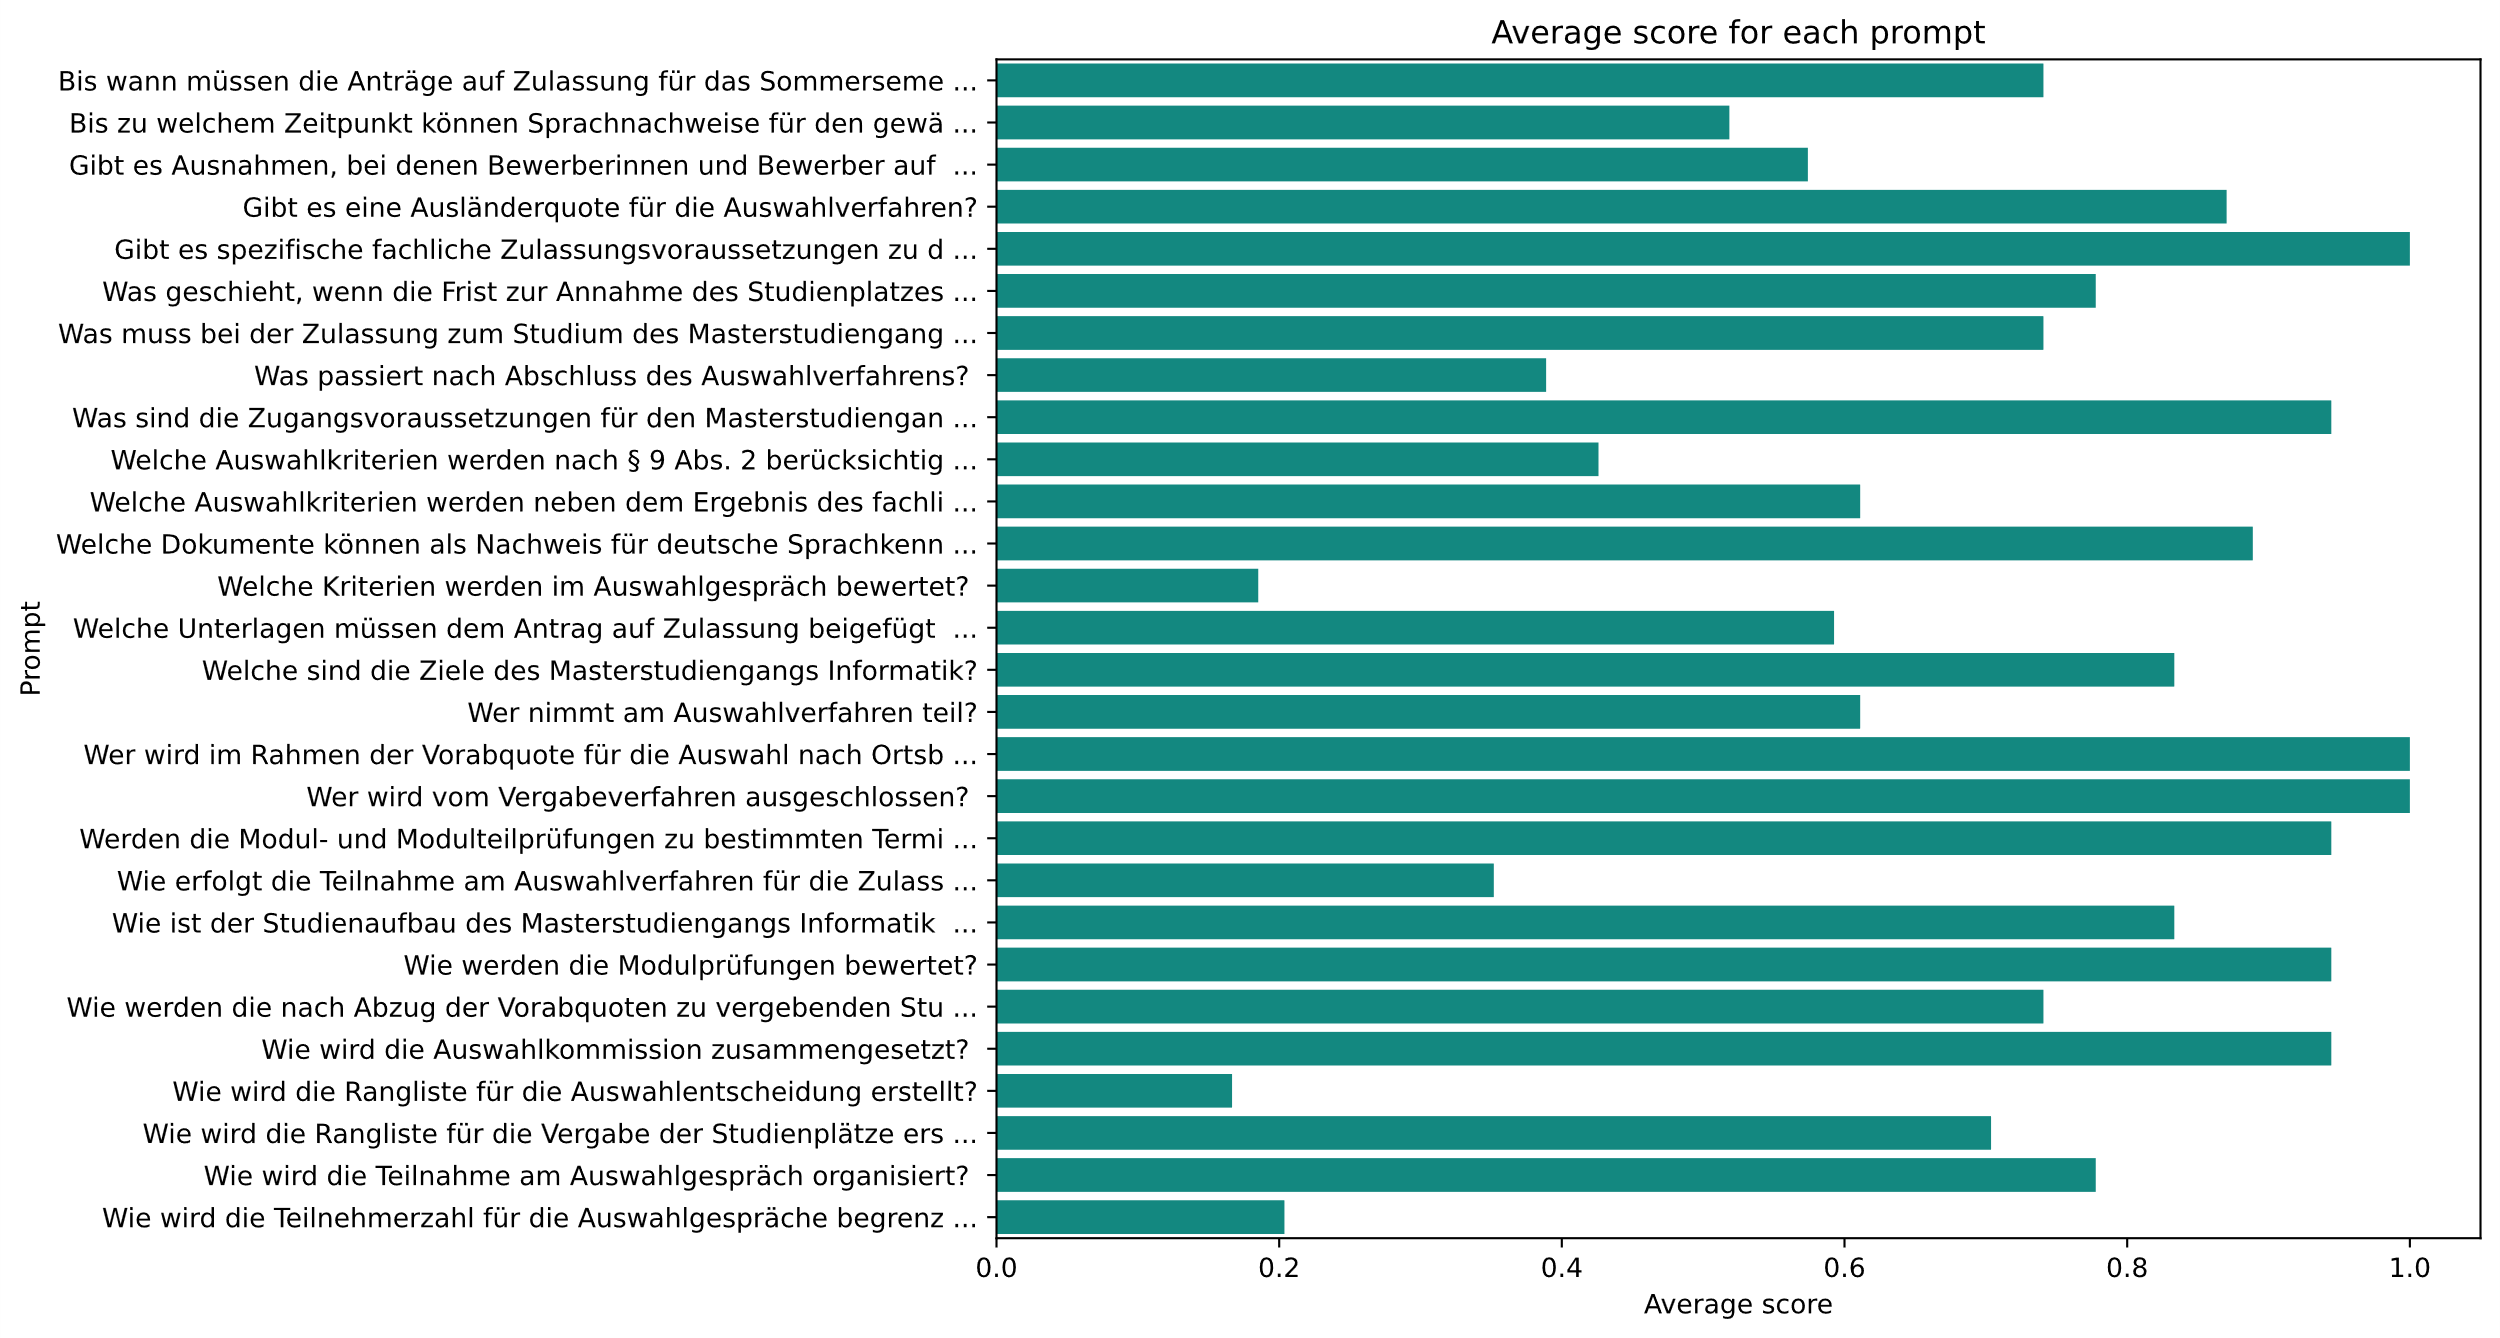 Average score for each prompt
Bis wann müssen die Anträge auf Zulassung für das Sommerseme ...
Bis zu welchem Zeitpunkt können Sprachnachweise für den gewä ...
Gibt es Ausnahmen, bei denen Bewerberinnen und Bewerber auf  ...
Gibt es eine Ausländerquote für die Auswahlverfahren?
Gibt es spezifische fachliche Zulassungsvoraussetzungen zu d ...
Was geschieht, wenn die Frist zur Annahme des Studienplatzes ...
Was muss bei der Zulassung zum Studium des Masterstudiengang ...
Was passiert nach Abschluss des Auswahlverfahrens?
Was sind die Zugangsvoraussetzungen für den Masterstudiengan ...
Welche Auswahlkriterien werden nach § 9 Abs. 2 berücksichtig ...
Welche Auswahlkriterien werden neben dem Ergebnis des fachli ...
Welche Dokumente können als Nachweis für deutsche Sprachkenn ...
Welche Kriterien werden im Auswahlgespräch bewertet?
Welche Unterlagen müssen dem Antrag auf Zulassung beigefügt  ...
Welche sind die Ziele des Masterstudiengangs Informatik?
Wer nimmt am Auswahlverfahren teil?
Wer wird im Rahmen der Vorabquote für die Auswahl nach Ortsb ...
Wer wird vom Vergabeverfahren ausgeschlossen?
Werden die Modul- und Modulteilprüfungen zu bestimmten Termi ...
Wie erfolgt die Teilnahme am Auswahlverfahren für die Zulass ...
Wie ist der Studienaufbau des Masterstudiengangs Informatik  ...
Wie werden die Modulprüfungen bewertet?
Wie werden die nach Abzug der Vorabquoten zu vergebenden Stu ...
Wie wird die Auswahlkommission zusammengesetzt?
Wie wird die Rangliste für die Auswahlentscheidung erstellt?
Wie wird die Rangliste für die Vergabe der Studienplätze ers ...
Wie wird die Teilnahme am Auswahlgespräch organisiert?
Wie wird die Teilnehmerzahl für die Auswahlgespräche begrenz ...
Prompt
0.0 0.2 0.4 0.6 0.8 1.0
Average score